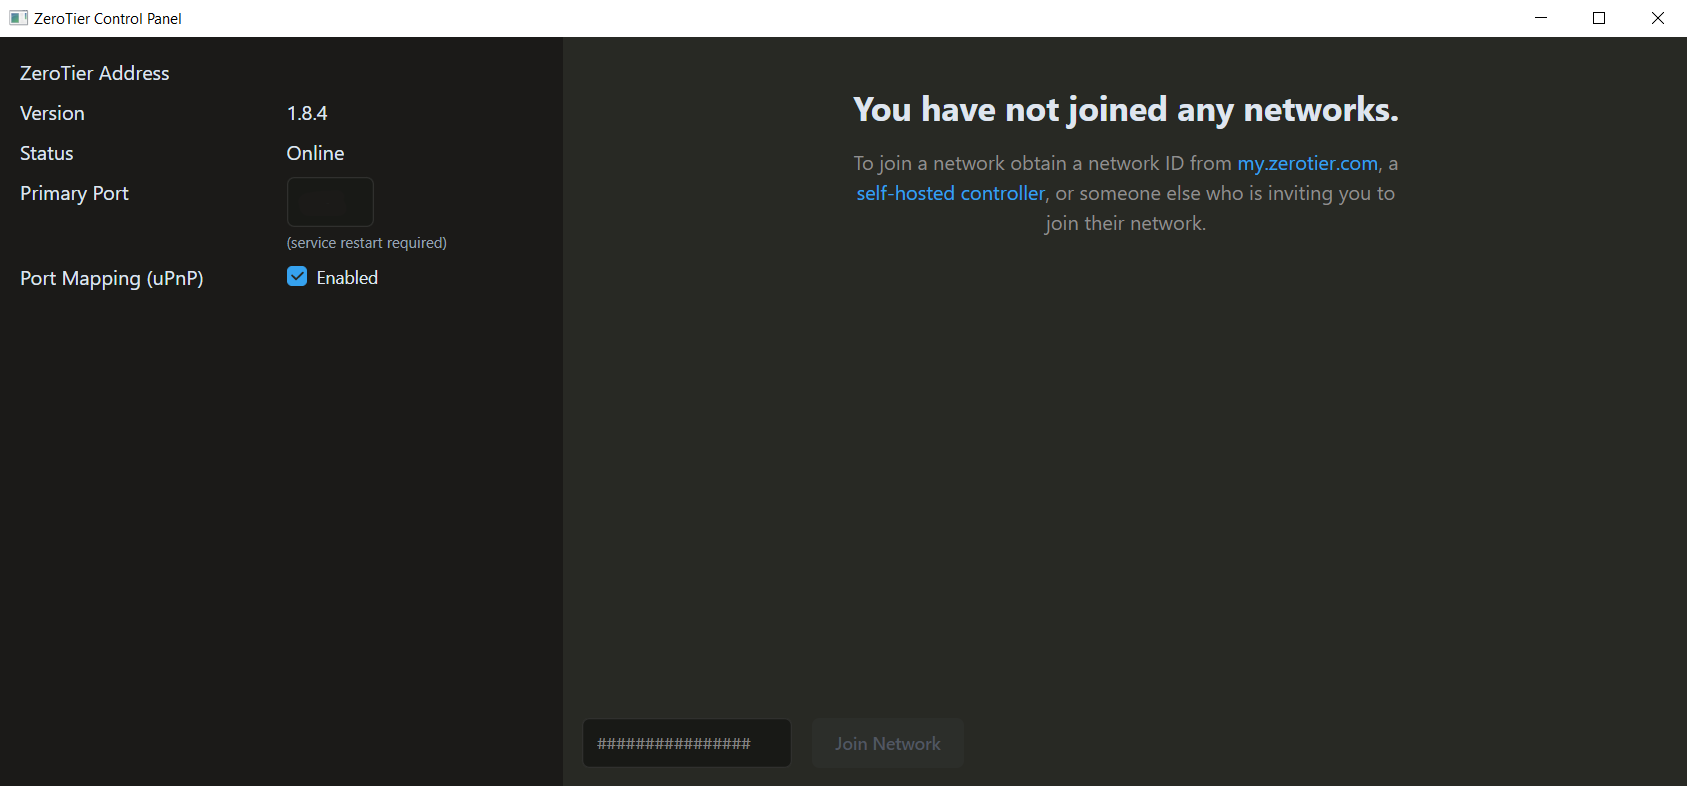 ZeroTier Control Panel
ZeroTier Address
Version 1.8.4
Status Online
Primary Port
(service restart required)
Port Mapping (uPnP) Enabled
You have not joined any networks.
To join a network obtain a network ID from my.zerotier.com, a
self-hosted controller, or someone else who is inviting you to
join their network.
################ Join Network